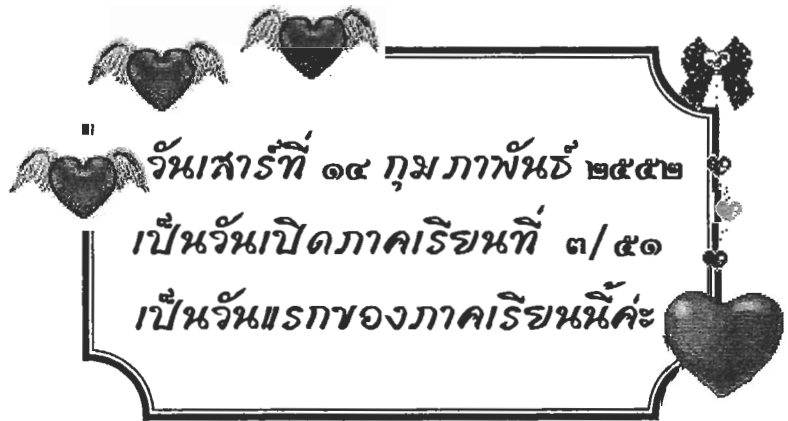 วันเสาร์ที่ ๑๔ กุมภาพันธ์ ๒๕๕๒
เป็นวันเปิดภาคเรียนที่ ๓/๕๑
เป็นวันแรกของภาคเรียนนี้ค่ะ